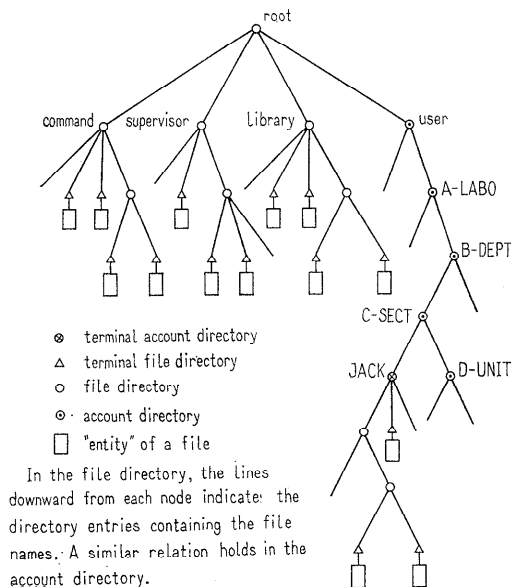 root
command
supervisor
library
user
A-LABO
B-DEPT
C-SECT
JACK
D-UNIT
terminal account directory
terminal file directory
file directory
account directory
"entity" of a file
In the file directory, the lines
downward from each node indicate the
directory entries containing the file
names. A similar relation holds in the
account directory.